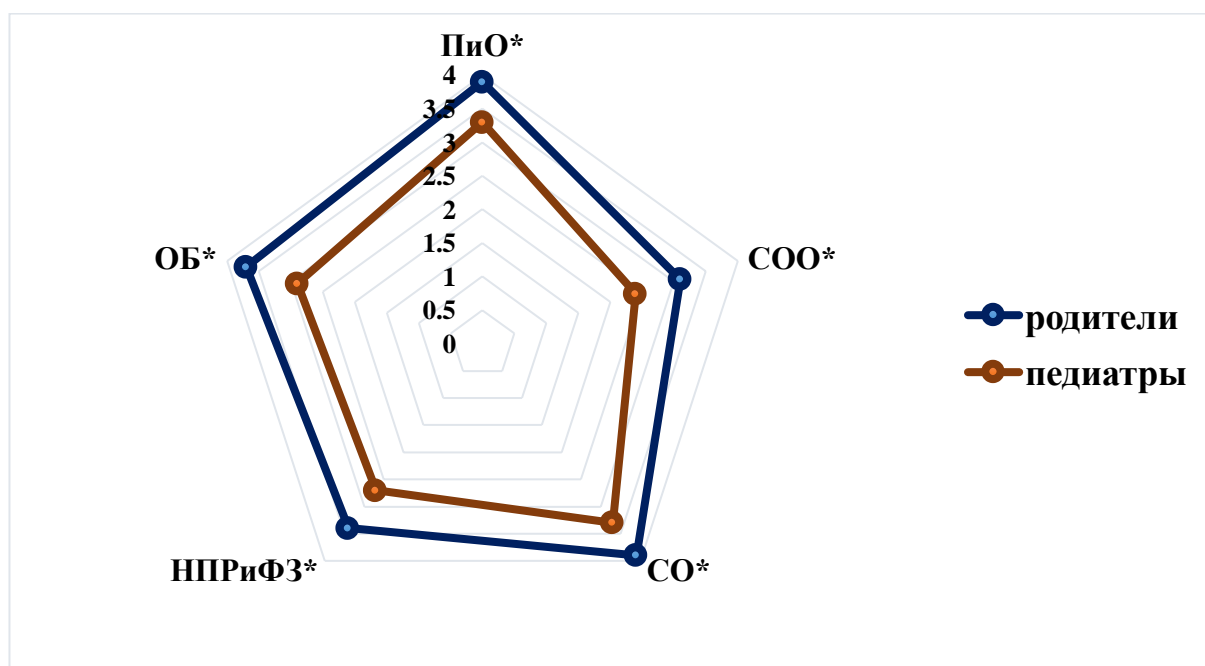 ПиО*
4
3.5
3
2.5
2
1.5
1
0.5
0
СОО*
СО*
НПРиФЗ*
ОБ*
родители
педиатры